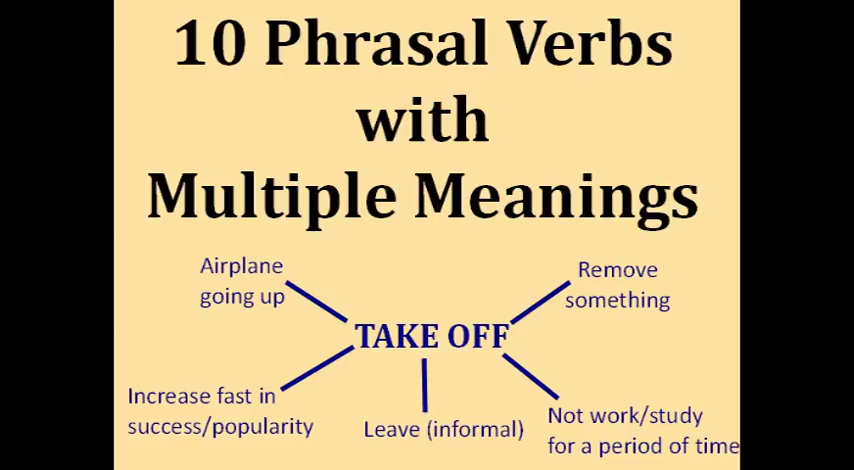 10 Phrasal Verbs
with
Multiple Meanings
Airplane
going up
Remove
something
TAKE OFF
Increase fast in
success/popularity
Leave (informal)
Not work/study
for a period of time